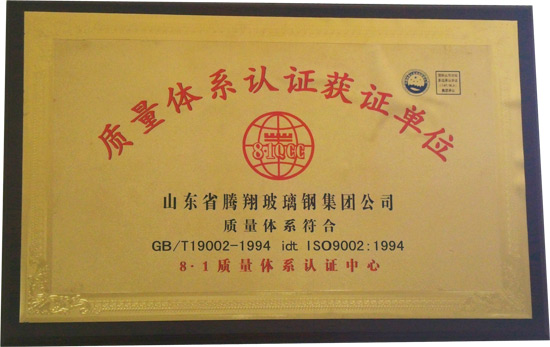 质量体系认证获证单位
8·1QCC
山东省腾翔玻璃钢集团公司
质量体系符合
GB/T19002-1994 idt ISO9002:1994
8·1质量体系认证中心